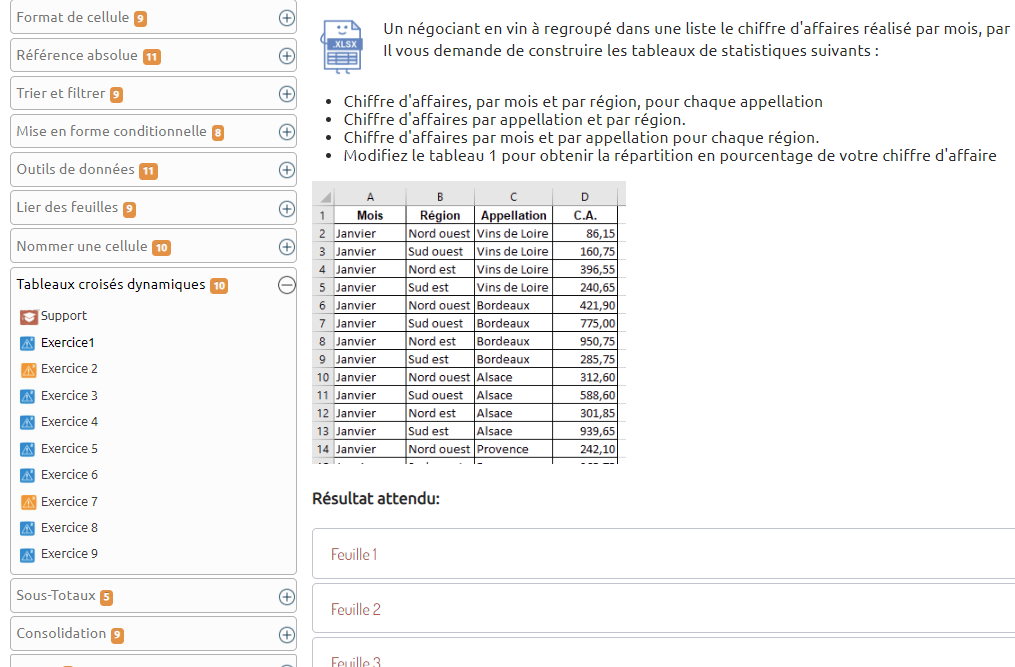 Format de cellule 9
Référence absolue 11
Trier et filtrer 9
Mise en forme conditionnelle 8
Outils de données 11
Lier des feuilles 9
Nommer une cellule 10
Tableaux croisés dynamiques 10
Support
Exercice1
Exercice 2
Exercice 3
Exercice 4
Exercice 5
Exercice 6
Exercice 7
Exercice 8
Exercice 9
Sous-Totaux 5
Consolidation 9
.XLSX
Un négociant en vin à regroupé dans une liste le chiffre d'affaires réalisé par mois, par
Il vous demande de construire les tableaux de statistiques suivants :
• Chiffre d'affaires, par mois et par région, pour chaque appellation
• Chiffre d'affaires par appellation et par région.
• Chiffre d'affaires par mois et par appellation pour chaque région.
• Modifiez le tableau 1 pour obtenir la répartition en pourcentage de votre chiffre d'affaire
A B C D
1 Mois Région Appellation C.A.
2 Janvier Nord ouest Vins de Loire 86,15
3 Janvier Sud ouest Vins de Loire 160,75
4 Janvier Nord est Vins de Loire 396,55
5 Janvier Sud est Vins de Loire 240,65
6 Janvier Nord ouest Bordeaux 421,90
7 Janvier Sud ouest Bordeaux 775,00
8 Janvier Nord est Bordeaux 950,75
9 Janvier Sud est Bordeaux 285,75
10 Janvier Nord ouest Alsace 312,60
11 Janvier Sud ouest Alsace 588,60
12 Janvier Nord est Alsace 301,85
13 Janvier Sud est Alsace 939,65
14 Janvier Nord ouest Provence 242,10
Résultat attendu:
Feuille 1
Feuille 2
Feuille 3